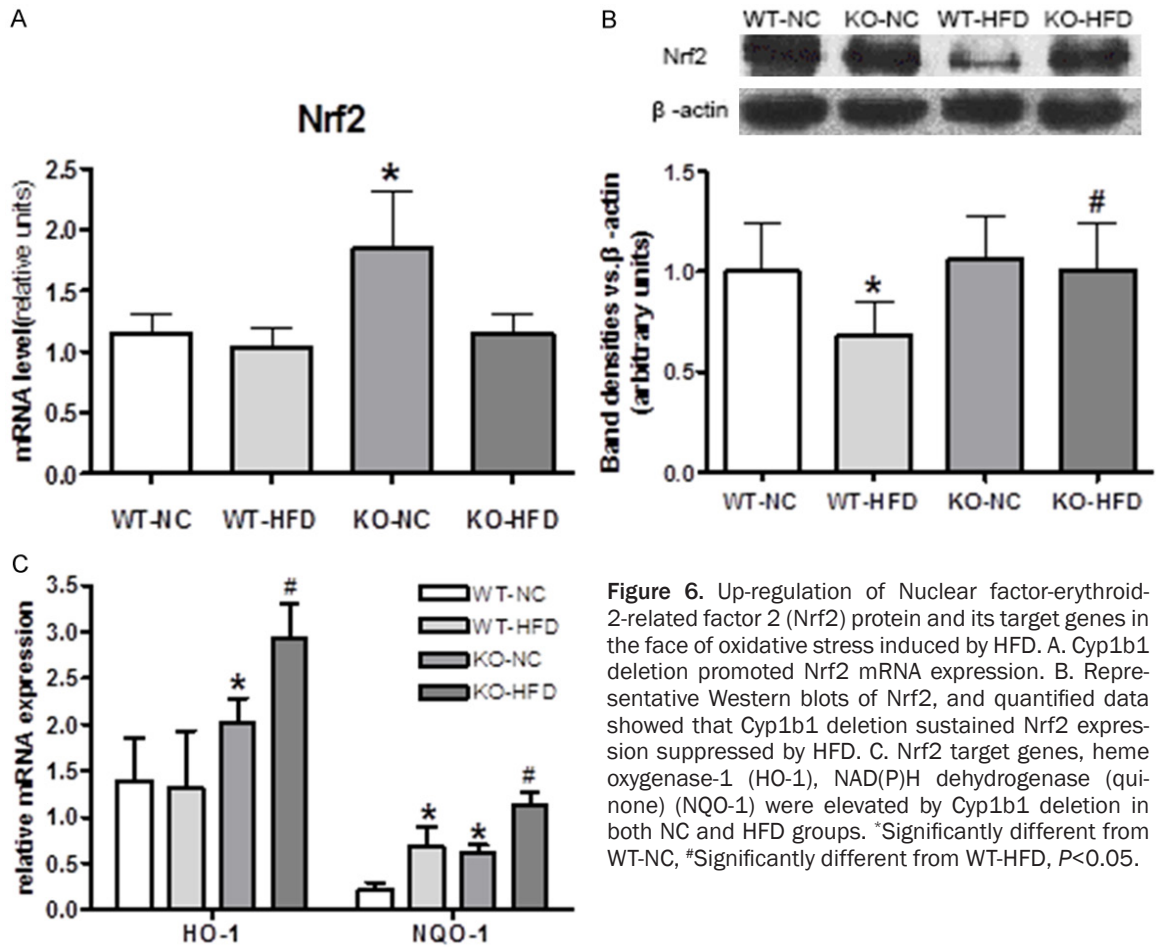 A
Nrf2
mRNA level(relative units)
2.5
2.0
1.5
1.0
0.5
0.0
*
WT-NC WT-HFD KO-NC KO-HFD
B
WT-NC KO-NC WT-HFD KO-HFD
Nrf2
β -actin
Band densities vs.β -actin
(arbitrary units)
1.5
1.0
0.5
0.0
*
#
WT-NC WT-HFD KO-NC KO-HFD
C
relative mRNA expression
3.5
3.0
2.5
2.0
1.5
1.0
0.5
0.0
*
#
*
*
#
WT-NC
WT-HFD
KO-NC
KO-HFD
HO-1 NQO-1
Figure 6. Up-regulation of Nuclear factor-erythroid-
2-related factor 2 (Nrf2) protein and its target genes in
the face of oxidative stress induced by HFD. A. Cyp1b1
deletion promoted Nrf2 mRNA expression. B. Repre-
sentative Western blots of Nrf2, and quantified data
showed that Cyp1b1 deletion sustained Nrf2 expres-
sion suppressed by HFD. C. Nrf2 target genes, heme
oxygenase-1 (HO-1), NAD(P)H dehydrogenase (qui-
none) (NQO-1) were elevated by Cyp1b1 deletion in
both NC and HFD groups. *Significantly different from
WT-NC, #Significantly different from WT-HFD, P<0.05.